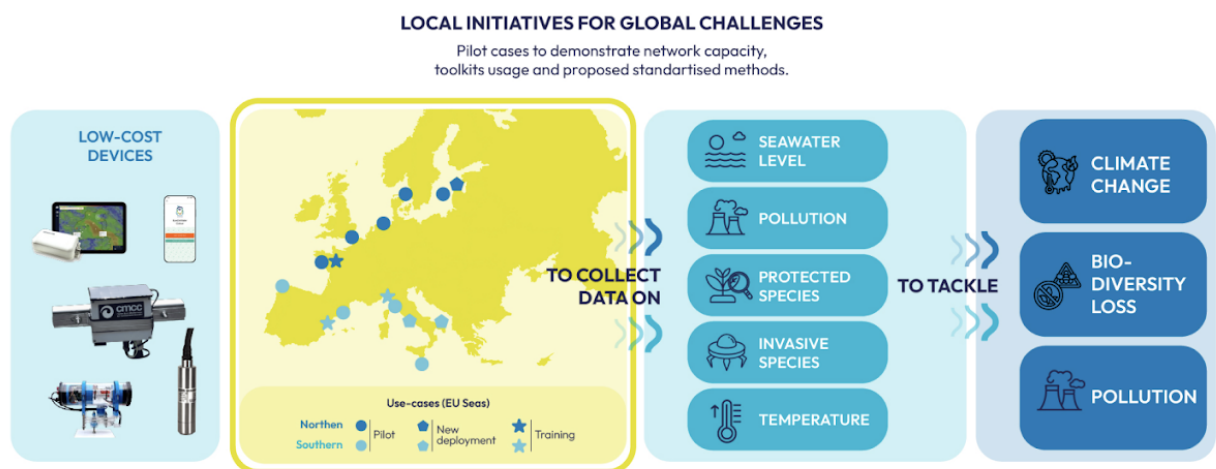 LOCAL INITIATIVES FOR GLOBAL CHALLENGES
Pilot cases to demonstrate network capacity,
toolkits usage and proposed standartised methods.
LOW-COST
DEVICES
cmcc
TO COLLECT
DATA ON
Use-cases (EU Seas)
Northen
Southern
Pilot
New
deployment
Training
SEAWATER
LEVEL
POLLUTION
PROTECTED
SPECIES
INVASIVE
SPECIES
TEMPERATURE
TO TACKLE
CLIMATE
CHANGE
BIO-
DIVERSITY
LOSS
POLLUTION